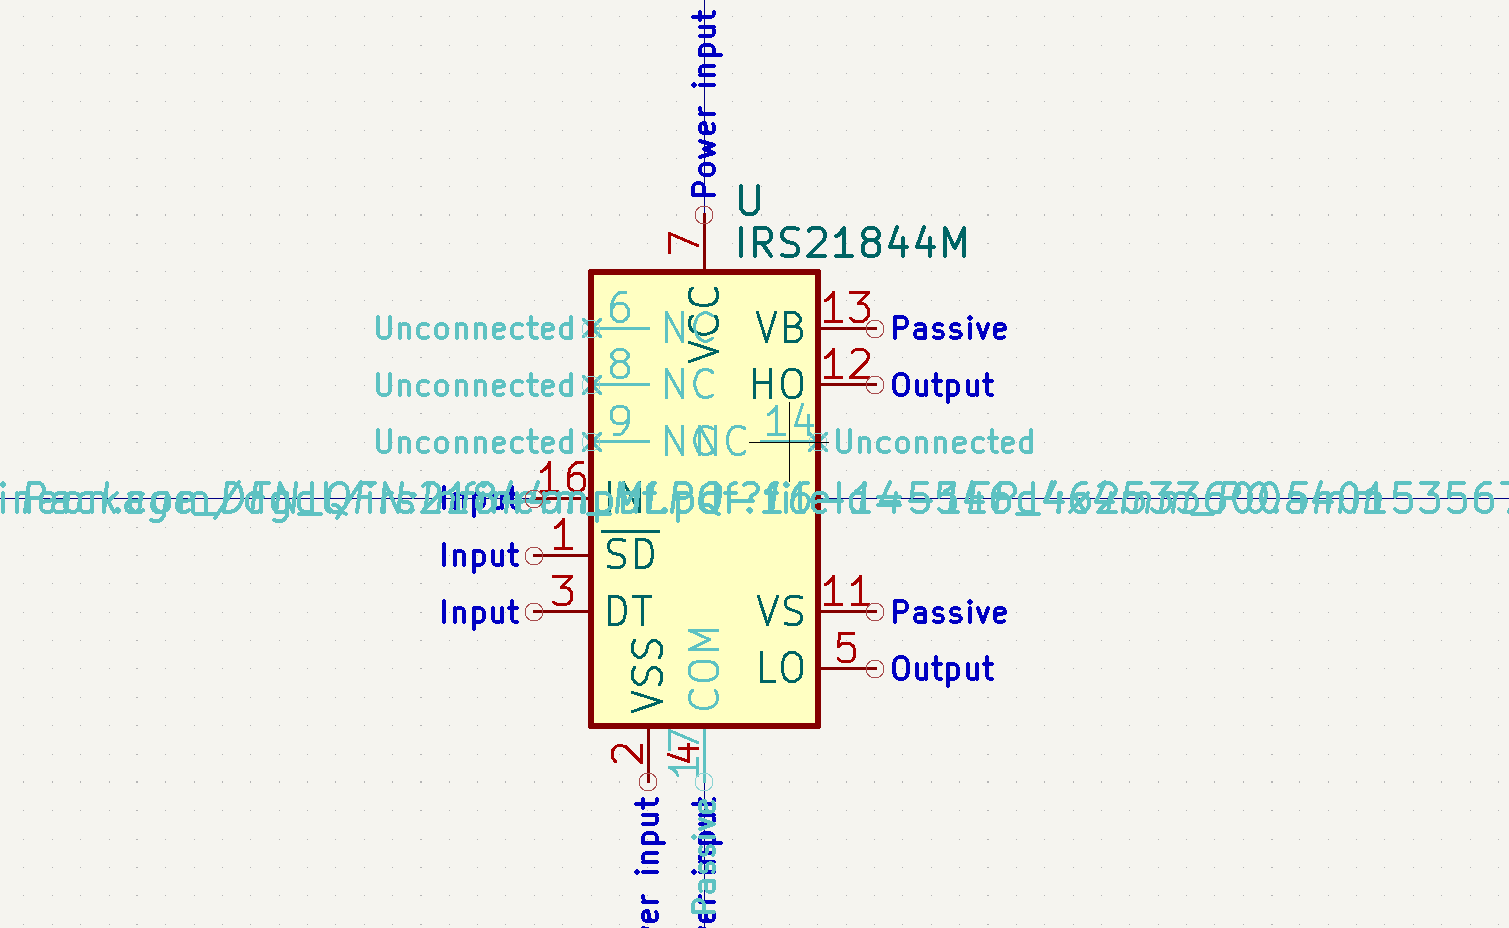 Power input
U
7
IRS21844M
VCC
Unconnected
6
NC
VB
13
Passive
Unconnected
8
NC
HO
12
Output
Unconnected
9
NC
NC
14
Unconnected
Input
16
IN
Input
1
SD
Input
3
DT
VS
11
Passive
VSS
COM
LO
5
Output
2
4
17
input
input
Passive